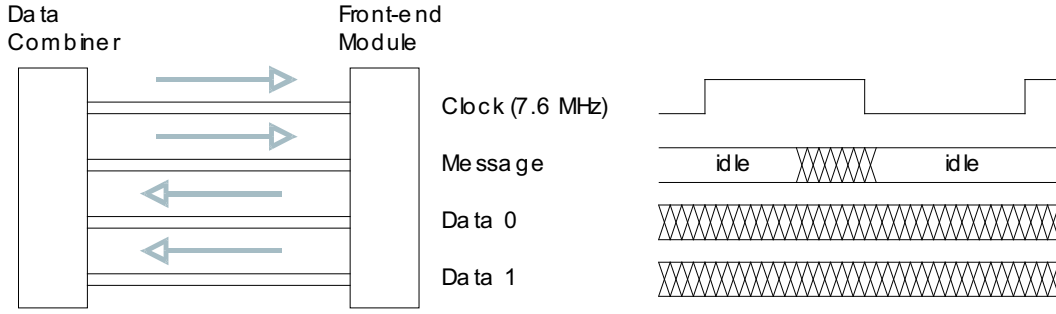 Data
Combiner
Front-end
Module
Clock (7.6 MHz)
Message
idle
idle
Data 0
Data 1